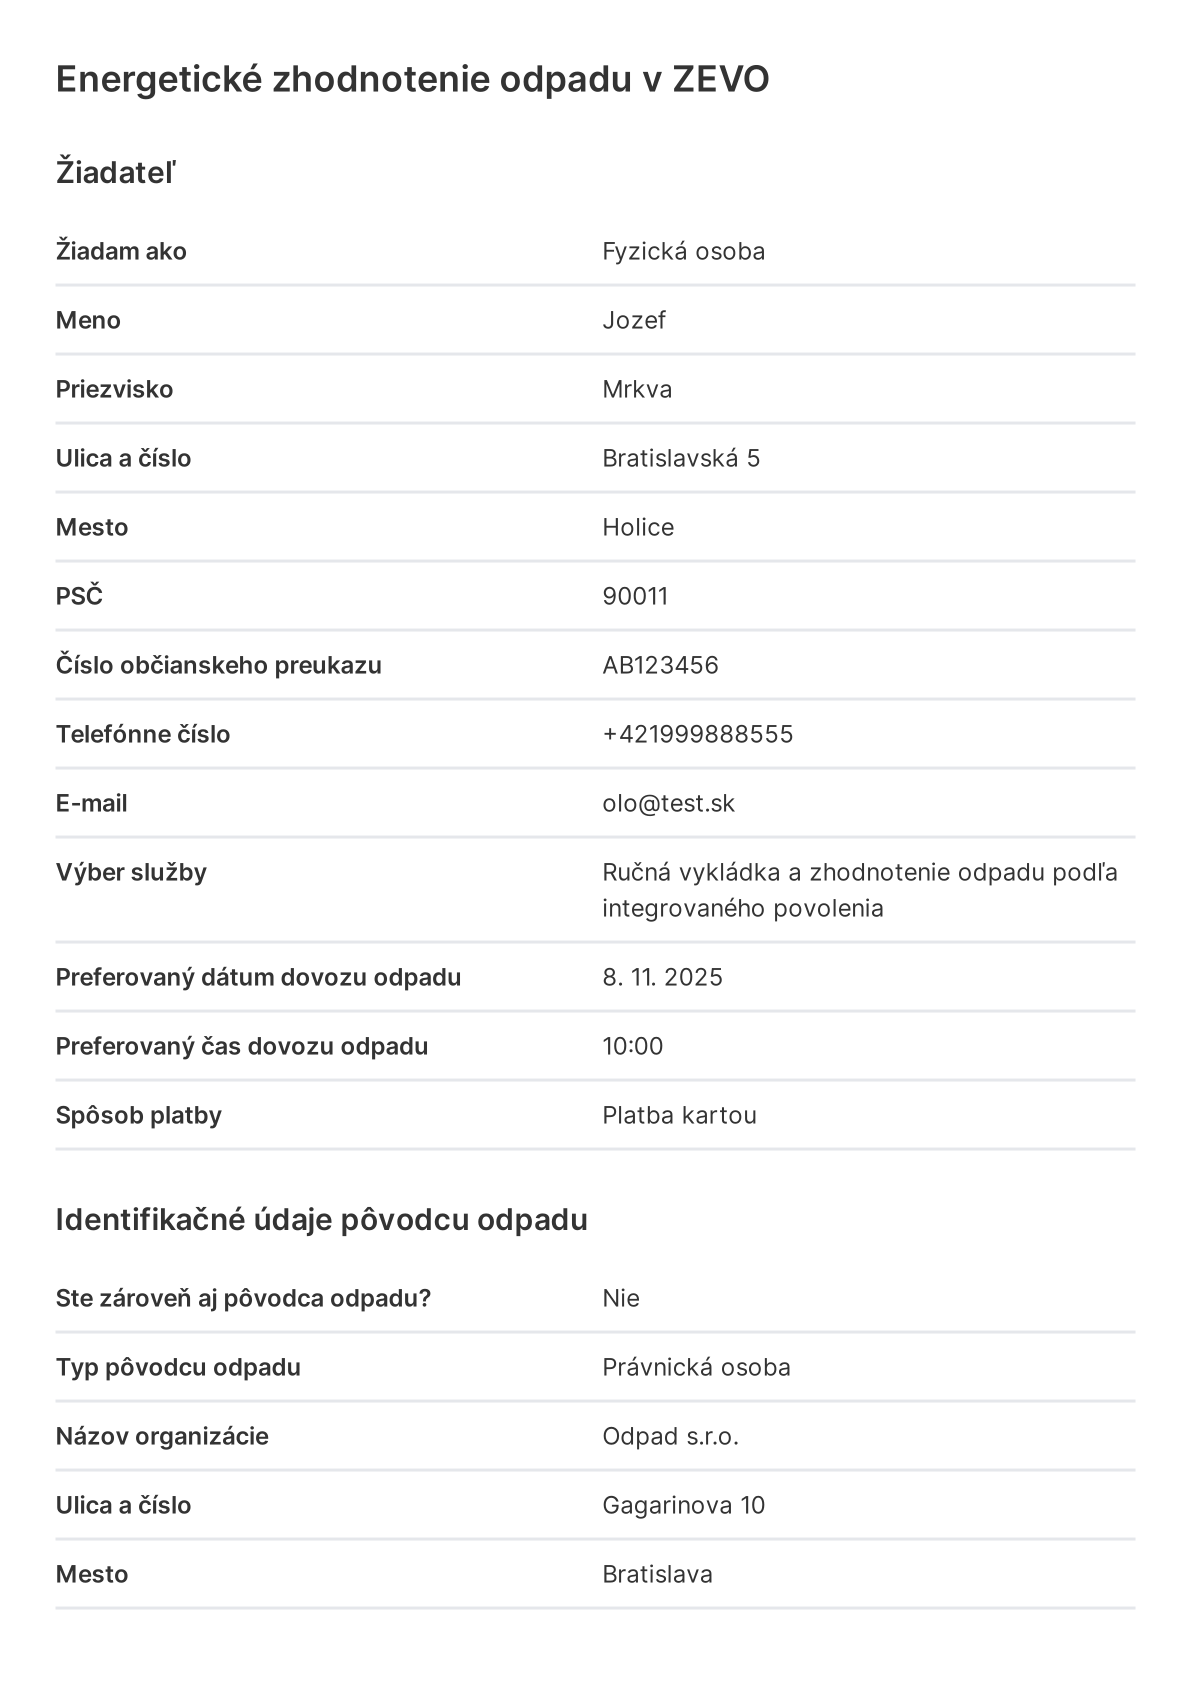 Energetické zhodnotenie odpadu v ZEVO
Žiadateľ
Žiadam ako Fyzická osoba
Meno Jozef
Priezvisko Mrkva
Ulica a číslo Bratislavská 5
Mesto Holice
PSČ 90011
Číslo občianskeho preukazu AB123456
Telefónne číslo +421999888555
E-mail olo@test.sk
Výber služby Ručná vykládka a zhodnotenie odpadu podľa
integrovaného povolenia
Preferovaný dátum dovozu odpadu 8. 11. 2025
Preferovaný čas dovozu odpadu 10:00
Spôsob platby Platba kartou
Identifikačné údaje pôvodcu odpadu
Ste zároveň aj pôvodca odpadu? Nie
Typ pôvodcu odpadu Právnická osoba
Názov organizácie Odpad s.r.o.
Ulica a číslo Gagarinova 10
Mesto Bratislava